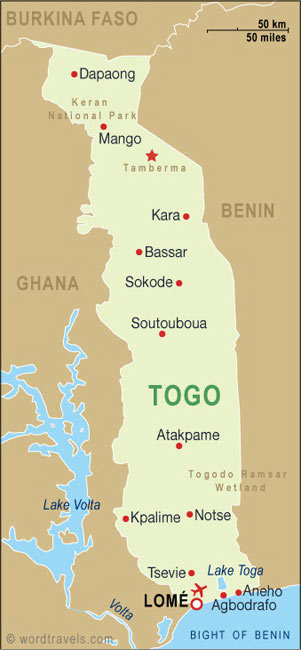 BURKINA FASO
50 km
50 miles
Dapaong
Keran
National Park
Mango
Tamberma
Kara
BENIN
Bassar
GHANA
Sokode
Soutouboua
TOGO
Atakpame
Togodo Ramsar
Wetland
Lake Volta
Kpalime
Notse
Tsevie
Lake Toga
LOMÉ
Aneho
Agbodrafo
Volta
© wordtravels.com
BIGHT OF BENIN